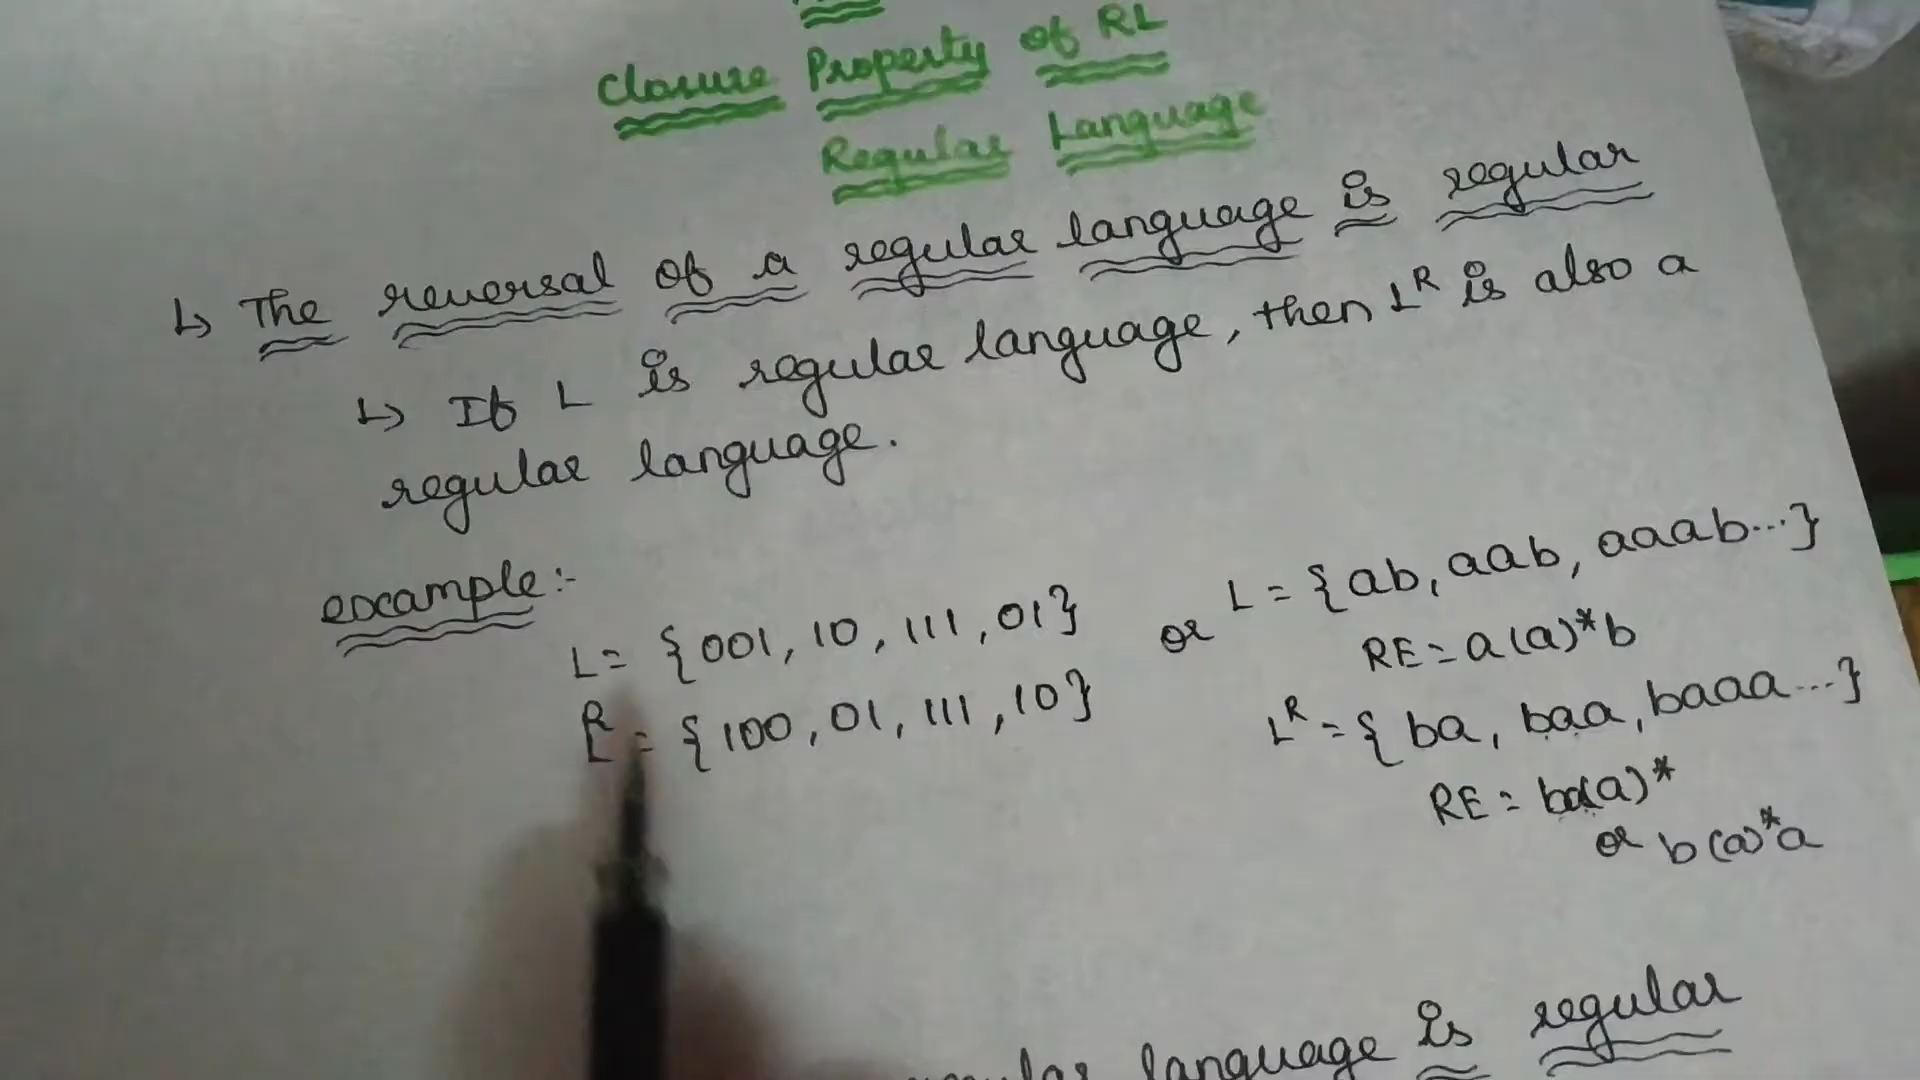 Closure Property of RL
Regular Language
↳ The reversal of a regular language is regular
↳ If L is regular language, then L^R is also a
regular language.
example:-
L = {001, 10, 111, 01}
L^R = {100, 01, 111, 10}
or
L = {ab, aab, aaab...}
RE = a(a)*b
L^R = {ba, baa, baaa...}
RE = ba(a)*
or b(a)*a
language is regular